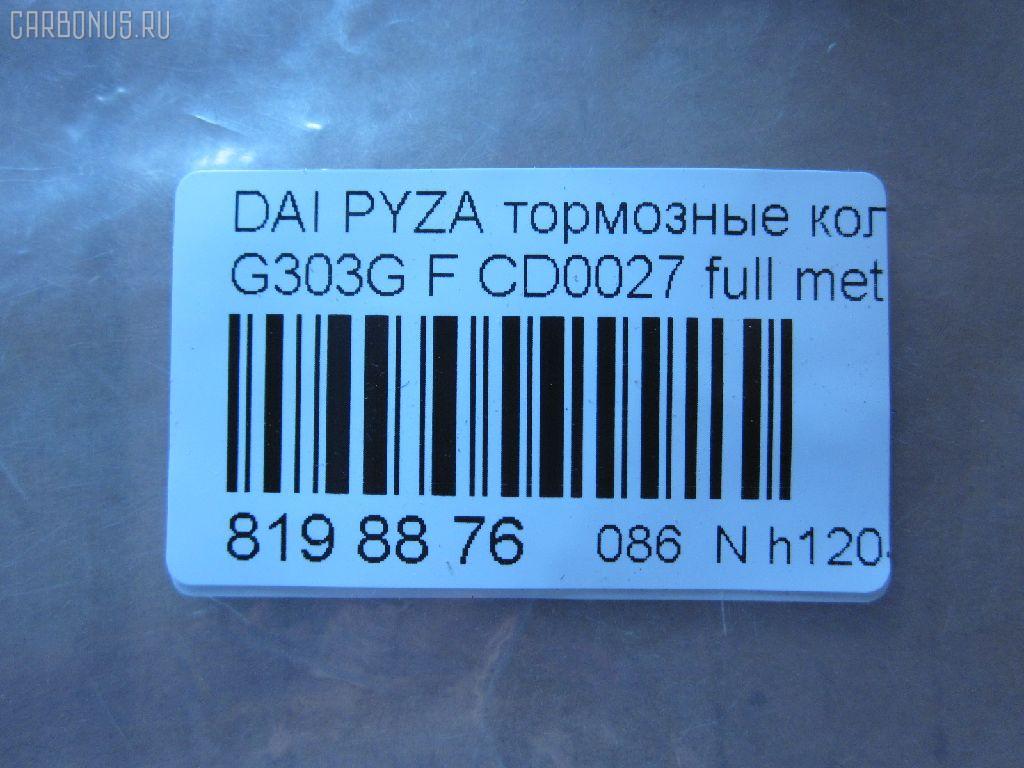 CARBONUS.RU
DAI PYZA тормозные кол
G303G F CD0027 full met
819 88 76 086 N h120